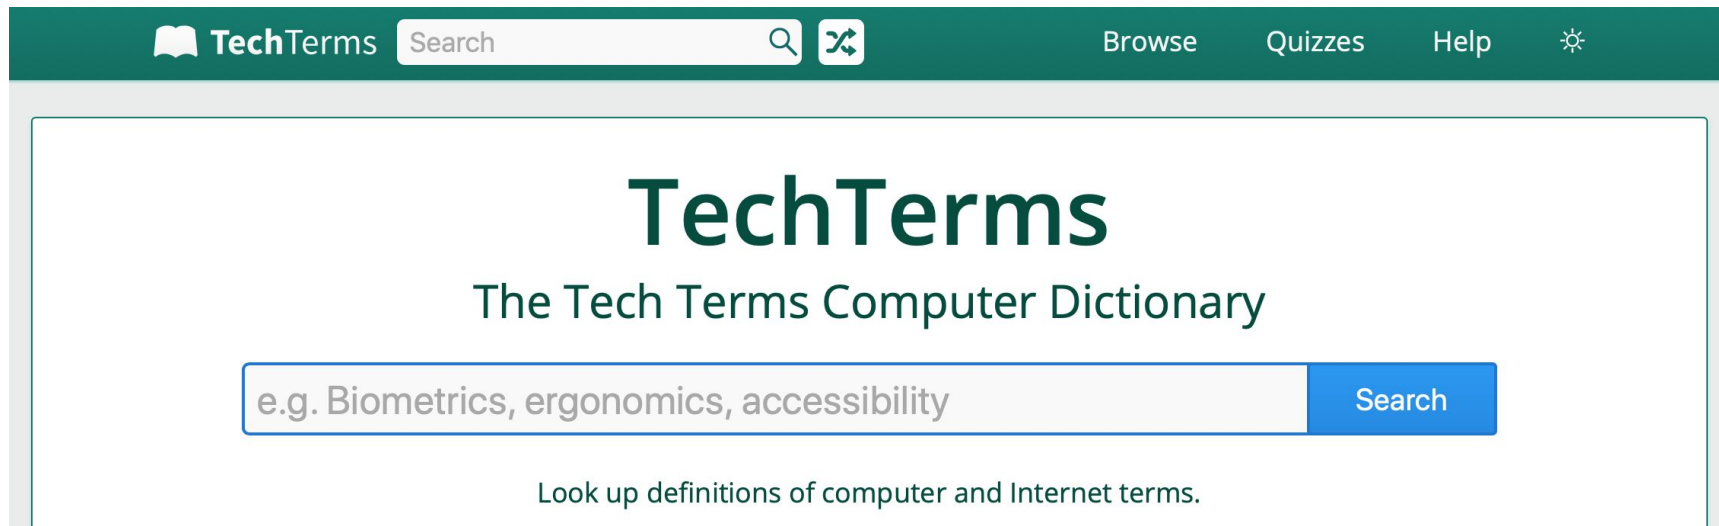 TechTerms Search Browse Quizzes Help
TechTerms
The Tech Terms Computer Dictionary
e.g. Biometrics, ergonomics, accessibility Search
Look up definitions of computer and Internet terms.